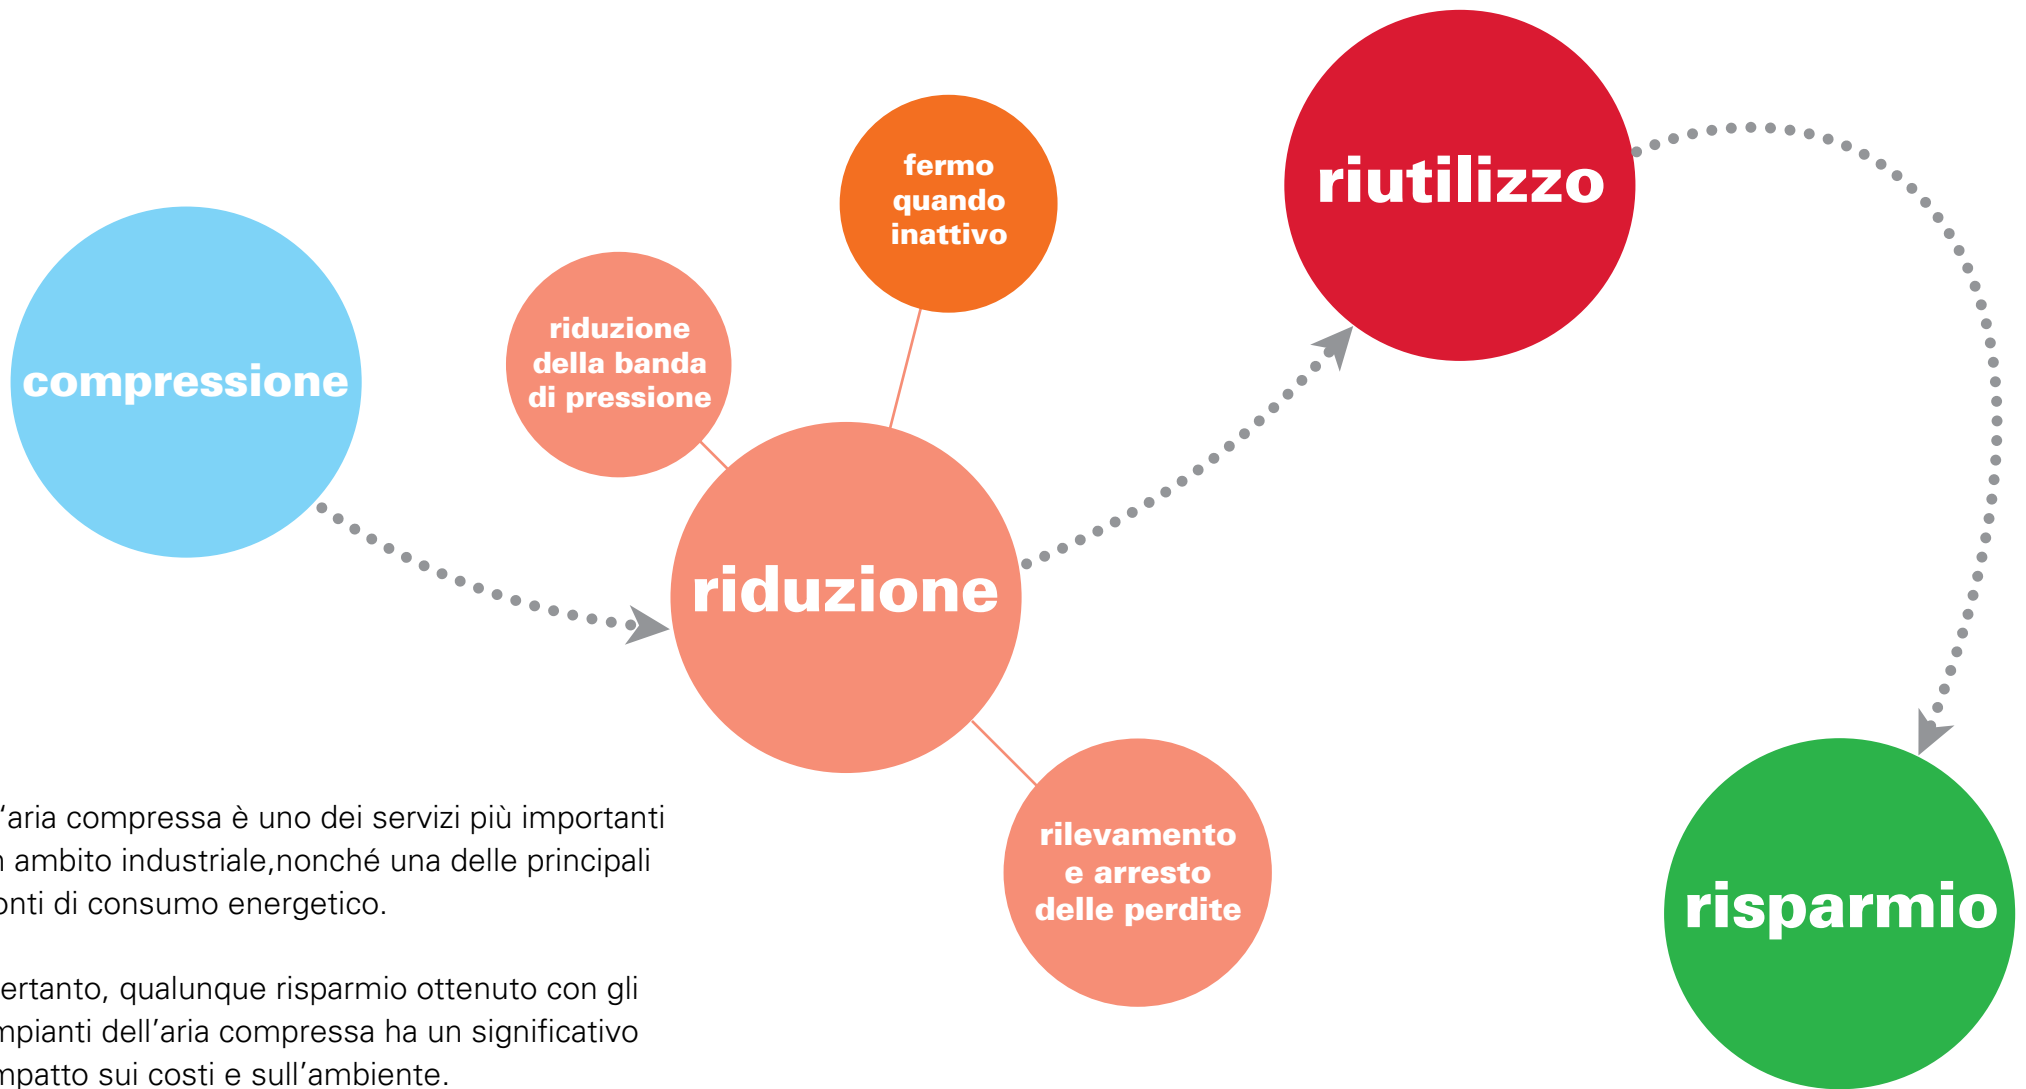 compressione
riduzione
della banda
di pressione
fermo
quando
inattivo
riduzione
riutilizzo
rilevamento
e arresto
delle perdite
risparmio
'aria compressa è uno dei servizi più importanti
ambito industriale,nonché una delle principali
onti di consumo energetico.
ertanto, qualunque risparmio ottenuto con gli
mpianti dell'aria compressa ha un significativo
mpatto sui costi e sull'ambiente.